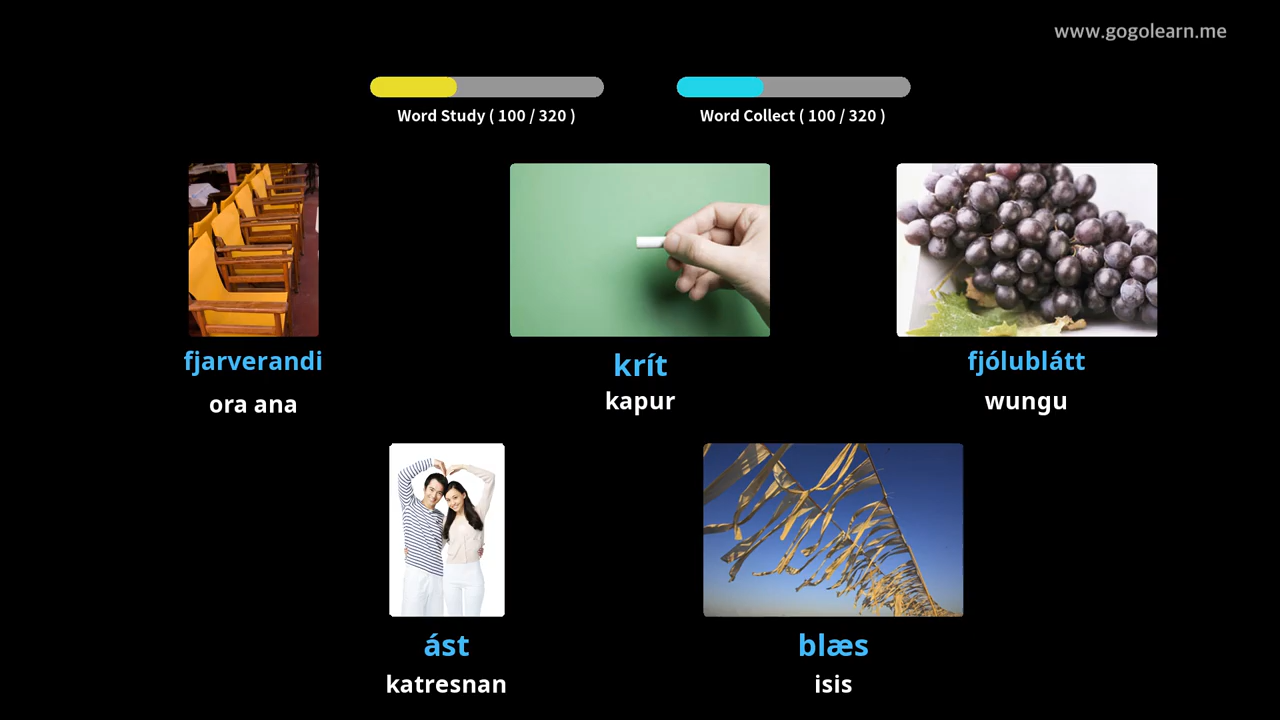 www.gogolearn.me
Word Study ( 100 / 320 )
Word Collect ( 100 / 320 )
fjarverandi
ora ana
krít
kapur
fjólublátt
wungu
ást
katresnan
blæs
isis